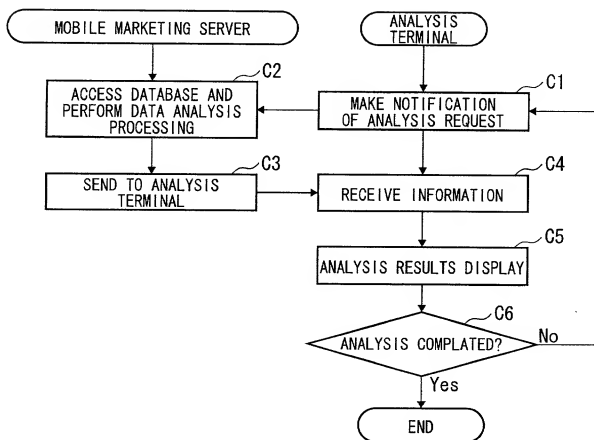 MOBILE MARKETING SERVER
ANALYSIS
TERMINAL
C2
ACCESS DATABASE AND
PERFORM DATA ANALYSIS
PROCESSING
C1
MAKE NOTIFICATION
OF ANALYSIS REQUEST
C3
SEND TO ANALYSIS
TERMINAL
C4
RECEIVE INFORMATION
C5
ANALYSIS RESULTS DISPLAY
C6
ANALYSIS COMPLATED?
No
Yes
END